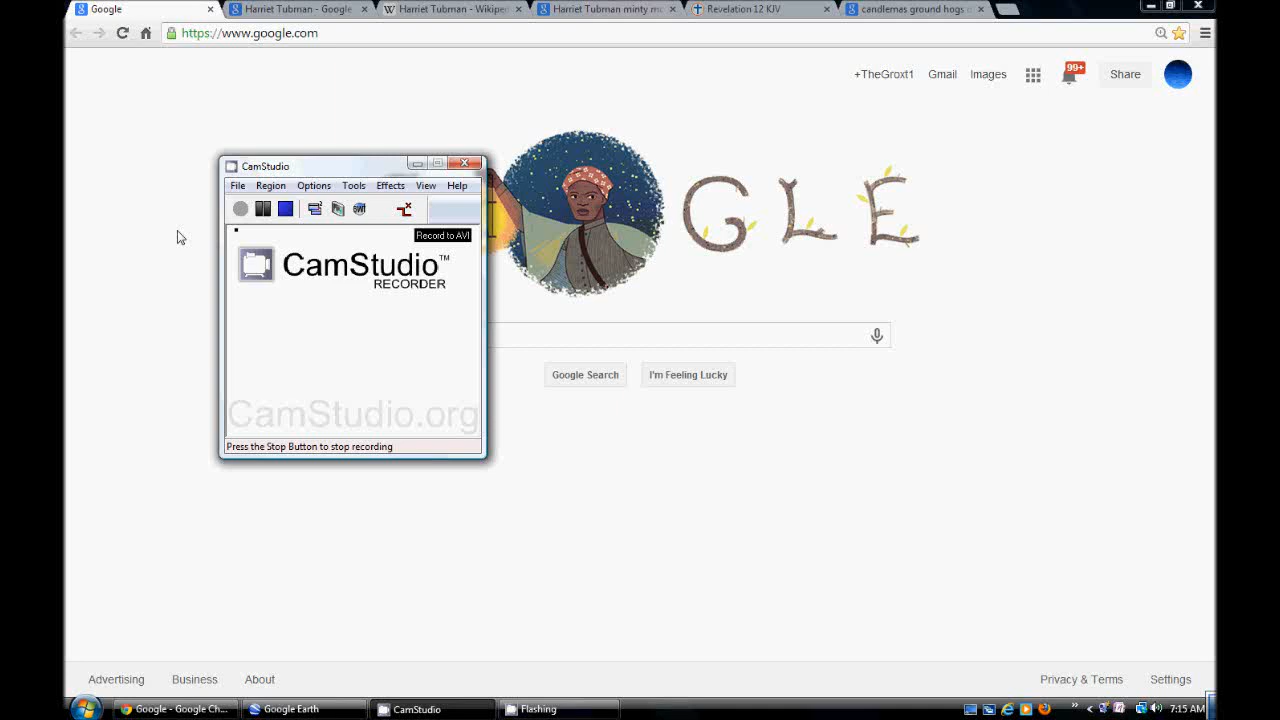 Google
Harriet Tubman - Google
Harriet Tubman - Wikiped
Harriet Tubman minty mo
Revelation 12 KJV
candlemas ground hogs d
https://www.google.com
+TheGroxt1
Gmail
Images
99+
Share
G L E
CamStudio
File Region Options Tools Effects View Help
Record to AVI
CamStudio™
RECORDER
CamStudio.org
Press the Stop Button to stop recording
Google Search
I'm Feeling Lucky
Advertising
Business
About
Privacy & Terms
Settings
Google - Google Ch...
Google Earth
CamStudio
Flashing
7:15 AM